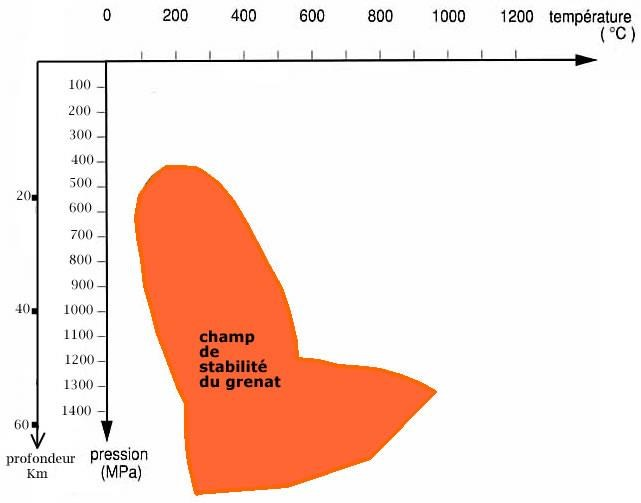 0 200 400 600 800 1000 1200 température
(°C)
100
200
300
400
500
20
600
700
800
900
40
1000
1100
1200
1300
1400
60
champ
de
stabilité
du grenat
profondeur
Km
pression
(MPa)